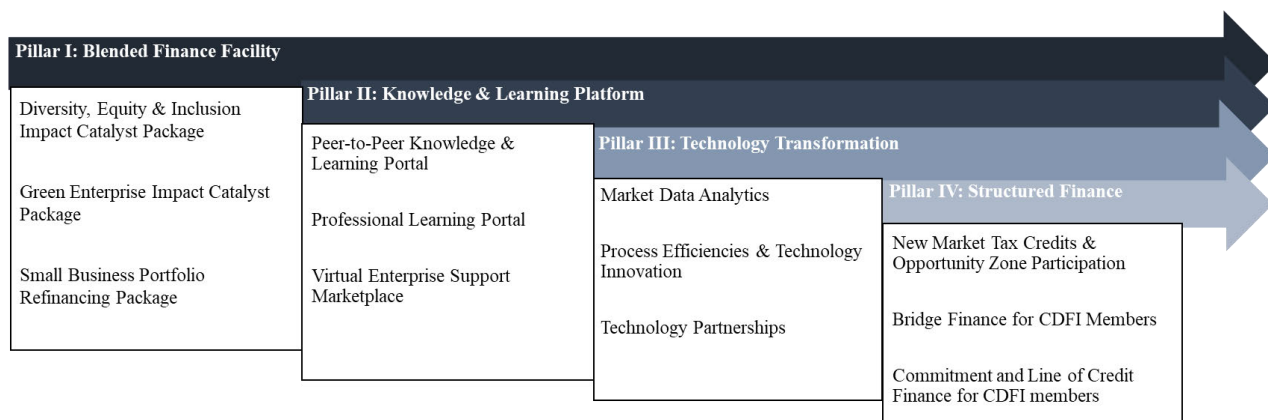 Pillar I: Blended Finance Facility
Diversity, Equity & Inclusion
Impact Catalyst Package
Green Enterprise Impact Catalyst
Package
Small Business Portfolio
Refinancing Package
Pillar II: Knowledge & Learning Platform
Peer-to-Peer Knowledge &
Learning Portal
Professional Learning Portal
Virtual Enterprise Support
Marketplace
Pillar III: Technology Transformation
Market Data Analytics
Process Efficiencies & Technology
Innovation
Technology Partnerships
Pillar IV: Structured Finance
New Market Tax Credits &
Opportunity Zone Participation
Bridge Finance for CDFI Members
Commitment and Line of Credit
Finance for CDFI members